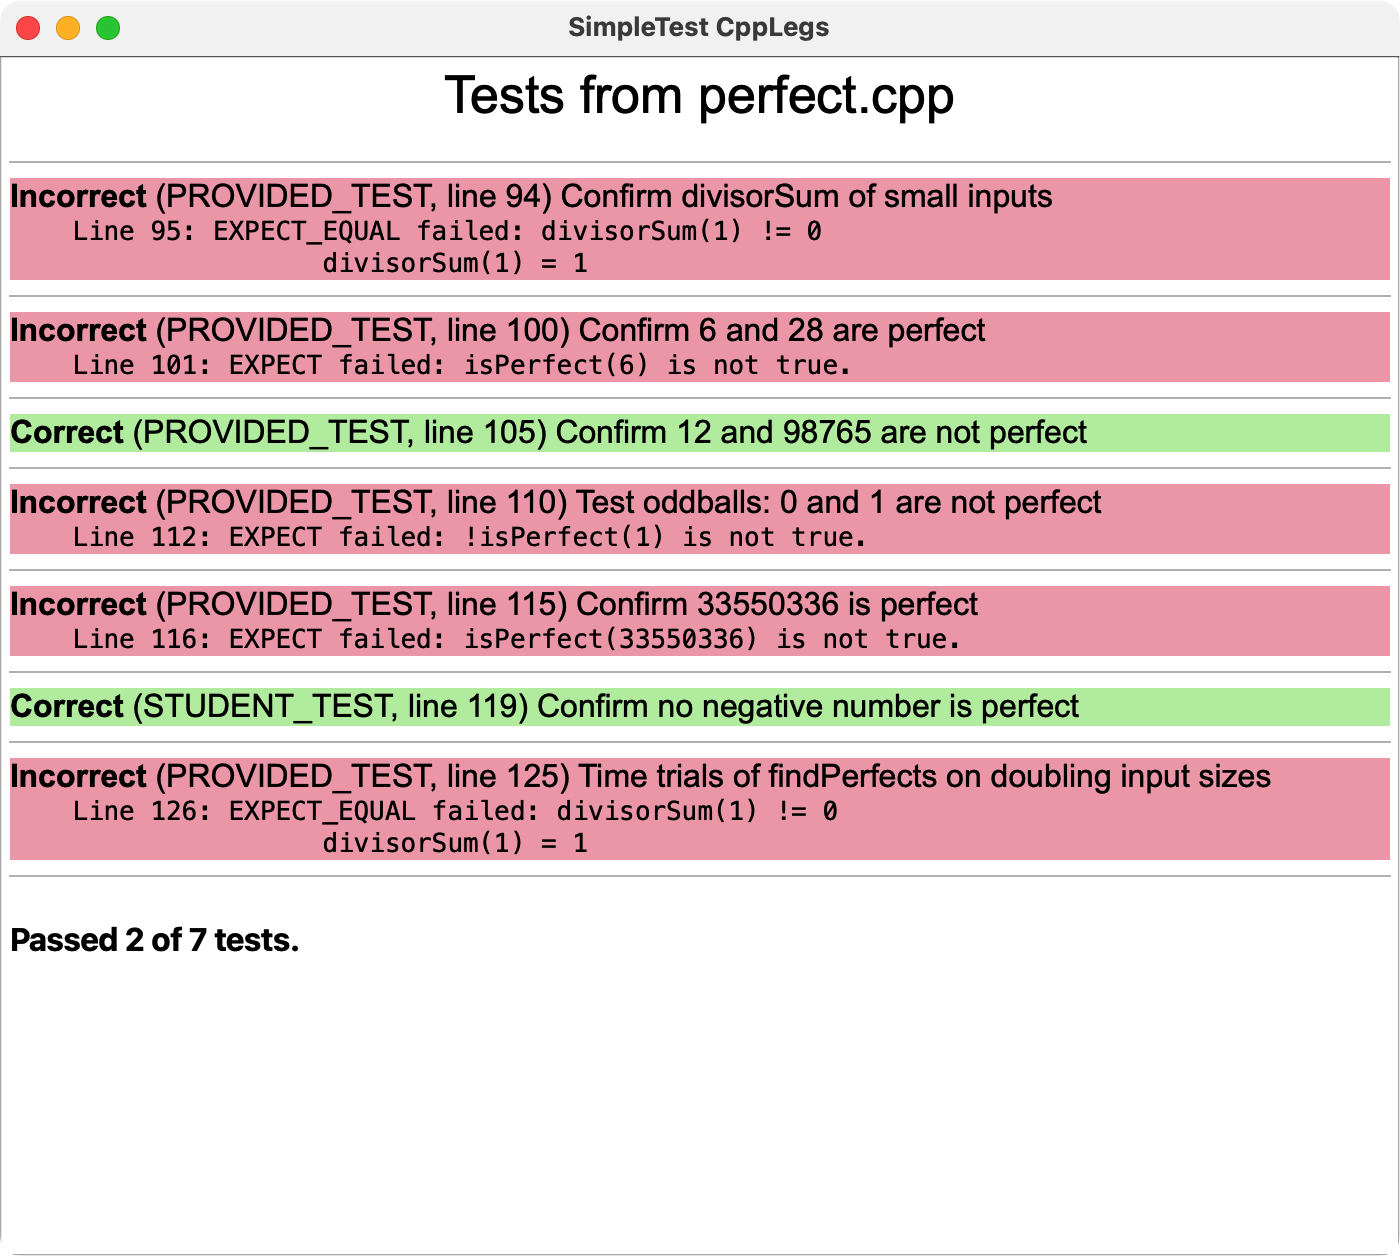 SimpleTest CppLegs
Tests from perfect.cpp
Incorrect (PROVIDED_TEST, line 94) Confirm divisorSum of small inputs
Line 95: EXPECT_EQUAL failed: divisorSum(1) != 0
divisorSum(1) = 1
Incorrect (PROVIDED_TEST, line 100) Confirm 6 and 28 are perfect
Line 101: EXPECT failed: isPerfect(6) is not true.
Correct (PROVIDED_TEST, line 105) Confirm 12 and 98765 are not perfect
Incorrect (PROVIDED_TEST, line 110) Test oddballs: 0 and 1 are not perfect
Line 112: EXPECT failed: !isPerfect(1) is not true.
Incorrect (PROVIDED_TEST, line 115) Confirm 33550336 is perfect
Line 116: EXPECT failed: isPerfect(33550336) is not true.
Correct (STUDENT_TEST, line 119) Confirm no negative number is perfect
Incorrect (PROVIDED_TEST, line 125) Time trials of findPerfects on doubling input sizes
Line 126: EXPECT_EQUAL failed: divisorSum(1) != 0
divisorSum(1) = 1
Passed 2 of 7 tests.